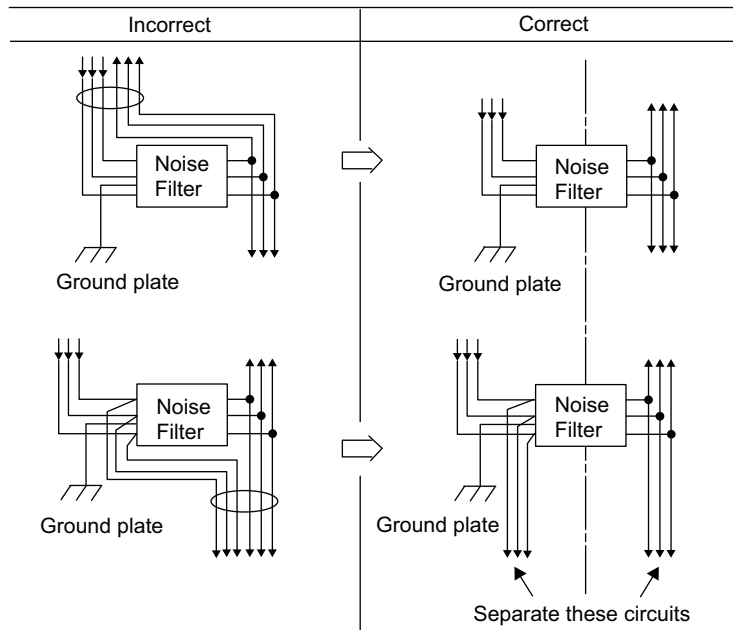 Incorrect
Correct
Noise
Filter
Ground plate
Noise
Filter
Ground plate
Noise
Filter
Ground plate
Noise
Filter
Ground plate
Separate these circuits